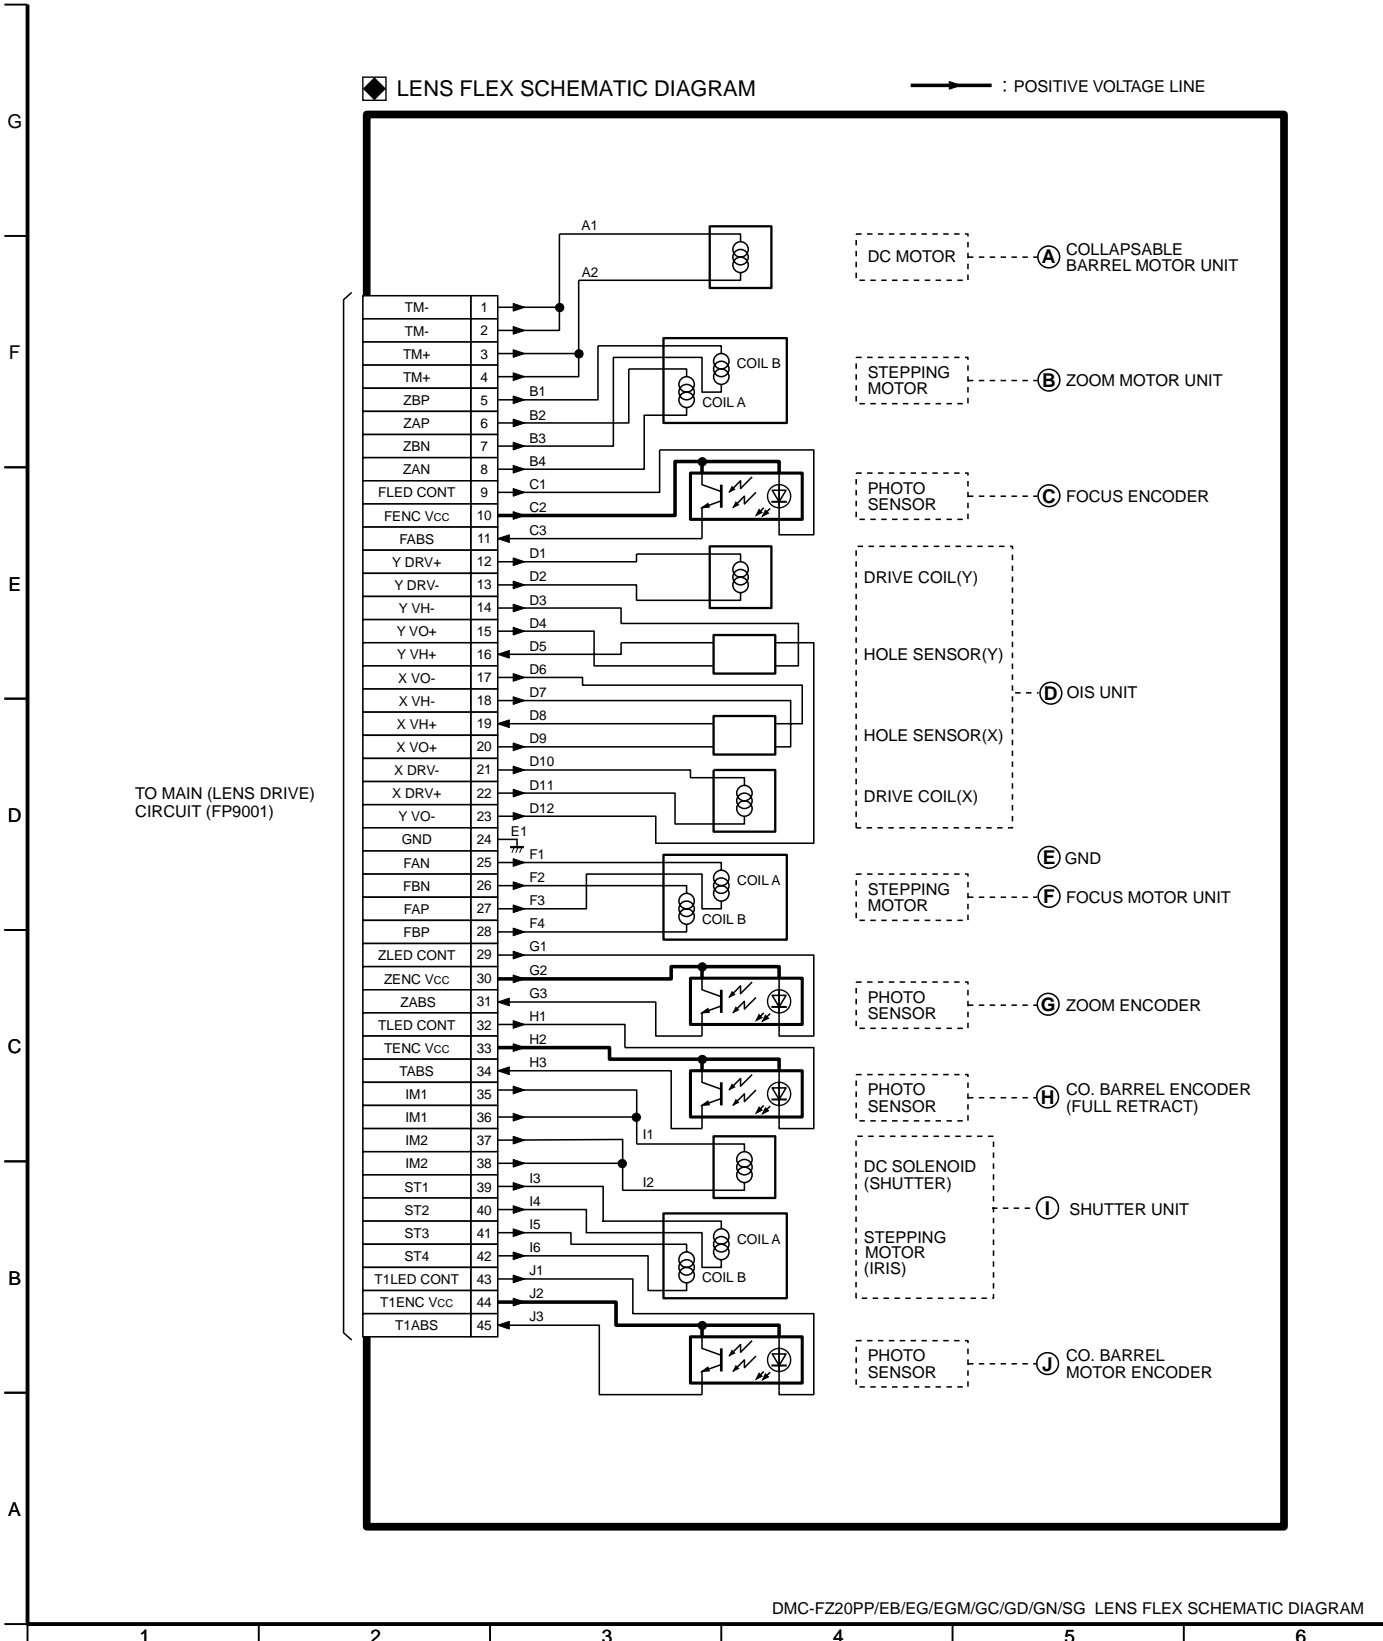 LENS FLEX SCHEMATIC DIAGRAM
: POSITIVE VOLTAGE LINE
G
F
E
D
C
B
A
TO MAIN (LENS DRIVE)
CIRCUIT (FP9001)
TM- 1
TM- 2
TM+ 3
TM+ 4
ZBP 5 B1
ZAP 6 B2
ZBN 7 B3
ZAN 8 B4
FLED CONT 9 C1
FENC Vcc 10 C2
FABS 11 C3
Y DRV+ 12 D1
Y DRV- 13 D2
Y VH- 14 D3
Y VO+ 15 D4
Y VH+ 16 D5
X VO- 17 D6
X VH- 18 D7
X VH+ 19 D8
X VO+ 20 D9
X DRV- 21 D10
X DRV+ 22 D11
Y VO- 23 D12
GND 24 E1
FAN 25 F1
FBN 26 F2
FAP 27 F3
FBP 28 F4
ZLED CONT 29 G1
ZENC Vcc 30 G2
ZABS 31 G3
TLED CONT 32 H1
TENC Vcc 33 H2
TABS 34 H3
IM1 35
IM1 36
IM2 37
IM2 38
ST1 39 I3
ST2 40 I4
ST3 41 I5
ST4 42 I6
T1LED CONT 43 J1
T1ENC Vcc 44 J2
T1ABS 45 J3
A1
A2
COIL B
COIL A
COIL A
COIL B
I1
I2
COIL A
COIL B
DC MOTOR
A COLLAPSABLE
BARREL MOTOR UNIT
STEPPING
MOTOR
B ZOOM MOTOR UNIT
PHOTO
SENSOR
C FOCUS ENCODER
DRIVE COIL(Y)
HOLE SENSOR(Y)
HOLE SENSOR(X)
DRIVE COIL(X)
D OIS UNIT
E GND
STEPPING
MOTOR
F FOCUS MOTOR UNIT
PHOTO
SENSOR
G ZOOM ENCODER
PHOTO
SENSOR
H CO. BARREL ENCODER
(FULL RETRACT)
DC SOLENOID
(SHUTTER)
STEPPING
MOTOR
(IRIS)
I SHUTTER UNIT
PHOTO
SENSOR
J CO. BARREL
MOTOR ENCODER
DMC-FZ20PP/EB/EG/EGM/GC/GD/GN/SG LENS FLEX SCHEMATIC DIAGRAM
1 2 3 4 5 6